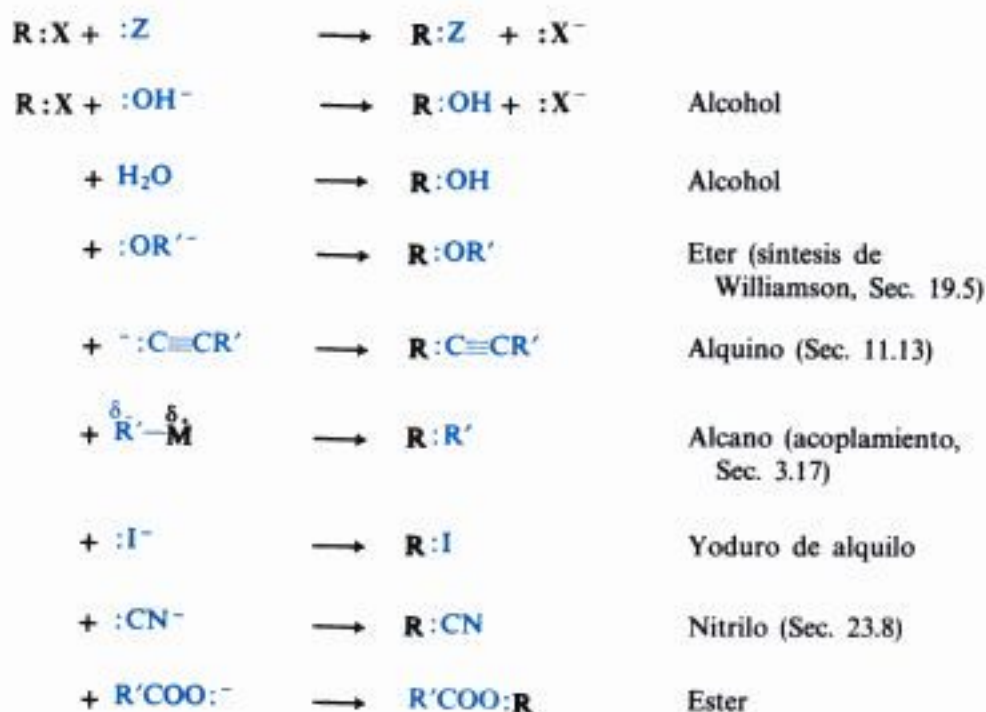 R:X + :Z ⟶ R:Z + :X⁻
R:X + :OH⁻ ⟶ R:OH + :X⁻ Alcohol
+ H₂O ⟶ R:OH Alcohol
+ :OR′⁻ ⟶ R:OR′ Eter (síntesis de
Williamson, Sec. 19.5)
+ ⁻:C≡CR′ ⟶ R:C≡CR′ Alquino (Sec. 11.13)
δ- δ+
+ R′—M ⟶ R:R′ Alcano (acoplamiento,
Sec. 3.17)
+ :I⁻ ⟶ R:I Yoduro de alquilo
+ :CN⁻ ⟶ R:CN Nitrilo (Sec. 23.8)
+ R′COO:⁻ ⟶ R′COO:R Ester